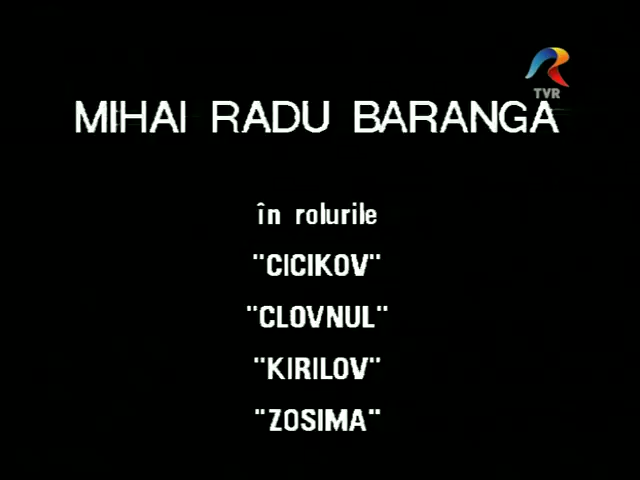 TVR
MIHAI RADU BARANGA
în rolurile
"CICIKOV"
"CLOVNUL"
"KIRILOV"
"ZOSIMA"